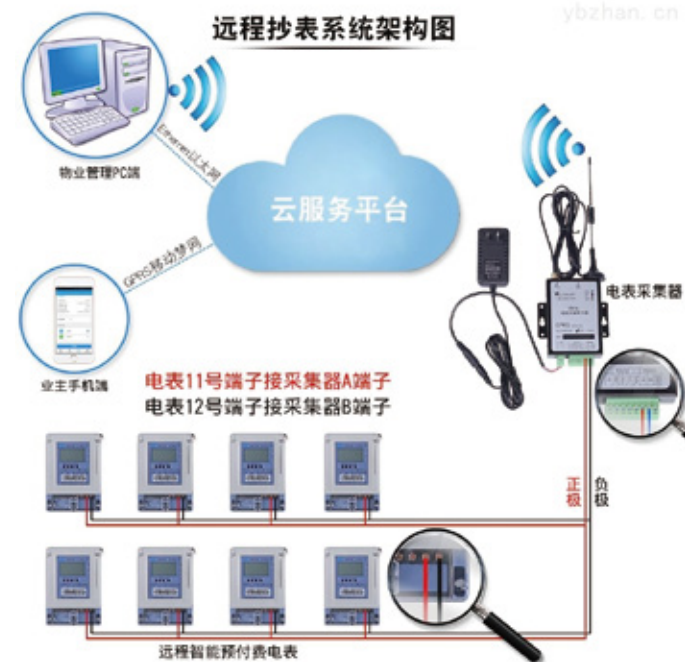 ybzhan.cn
远程抄表系统架构图
Ethernet以太网
物业管理PC端
云服务平台
GPRS移动梦网
电表采集器
业主手机端
电表11号端子接采集器A端子
电表12号端子接采集器B端子
正极
负极
远程智能预付费电表